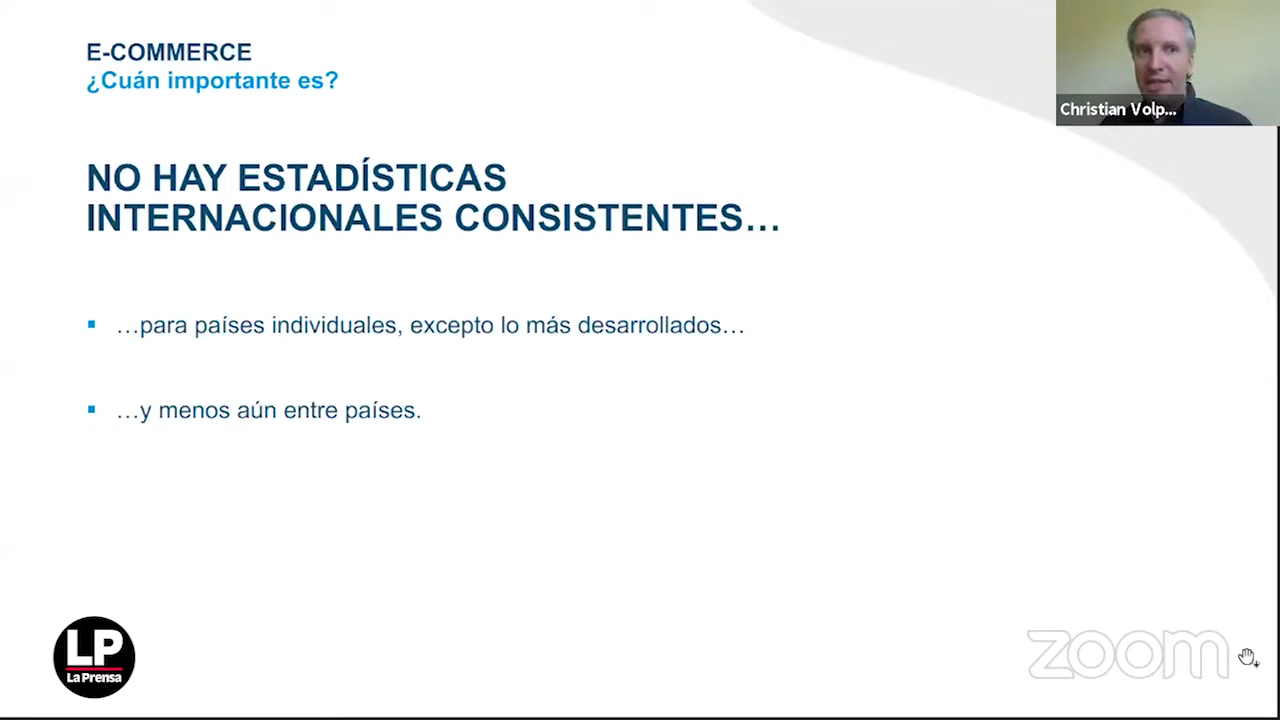 E-COMMERCE
¿Cuán importante es?
Christian Volp...
NO HAY ESTADÍSTICAS
INTERNACIONALES CONSISTENTES…
…para países individuales, excepto lo más desarrollados…
…y menos aún entre países.
LP
La Prensa
zoom